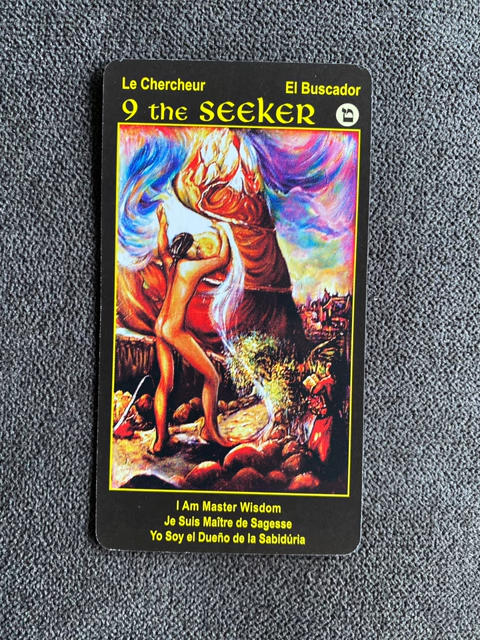 Le Chercheur El Buscador
9 the SEEKER
I Am Master Wisdom
Je Suis Maître de Sagesse
Yo Soy el Dueño de la Sabidúria